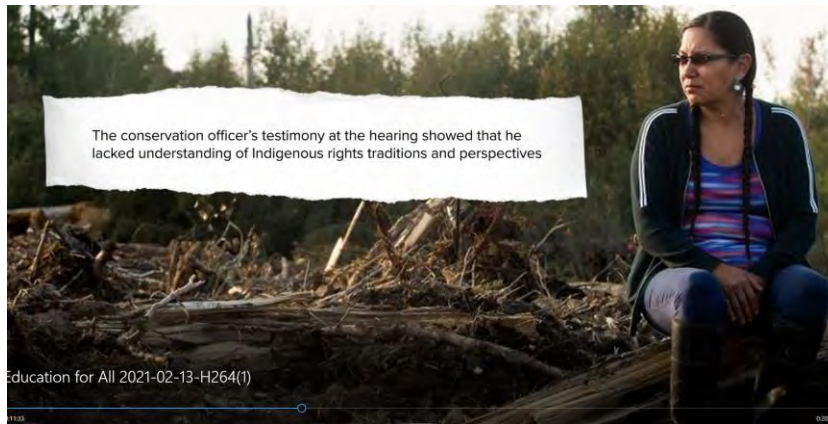 The conservation officer's testimony at the hearing showed that he
lacked understanding of Indigenous rights traditions and perspectives
Education for All 2021-02-13-H264(1)